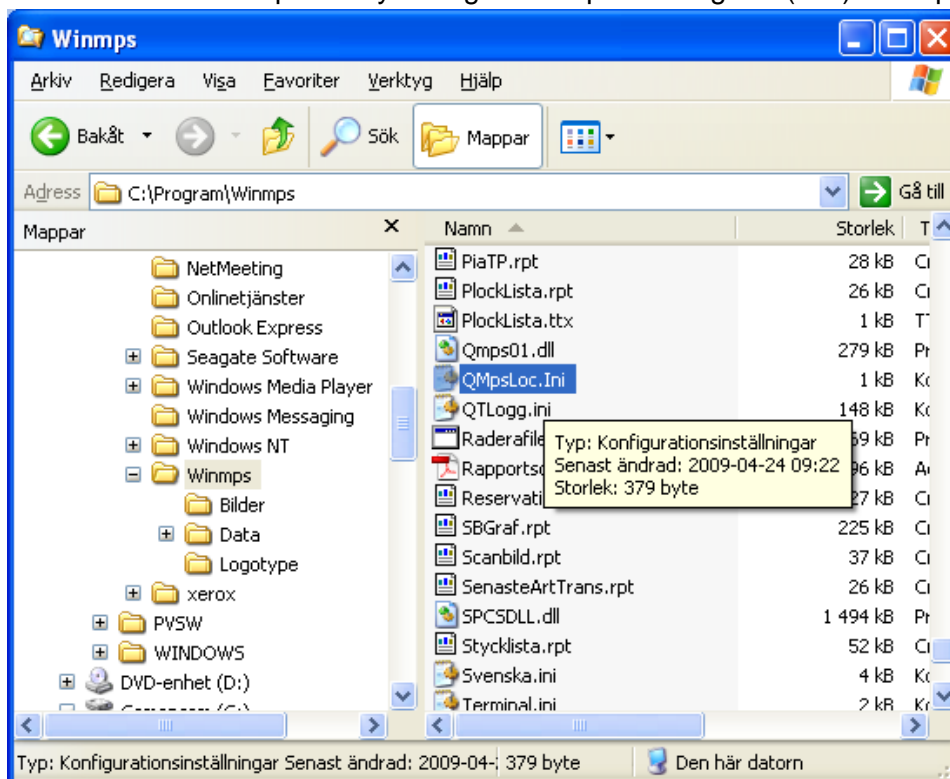 Winmps
Arkiv Redigera Visa Favoriter Verktyg Hjälp
Bakåt Sök Mappar
Adress C:\Program\Winmps Gå till
Mappar
NetMeeting
Onlinetjänster
Outlook Express
Seagate Software
Windows Media Player
Windows Messaging
Windows NT
Winmps
Bilder
Data
Logotype
xerox
PVSW
WINDOWS
DVD-enhet (D:)
Namn Storlek T
PiaTP.rpt 28 kB
PlockLista.rpt 26 kB
PlockLista.ttx 1 kB
Qmps01.dll 279 kB
QMpsLoc.Ini 1 kB
QTLogg.ini 148 kB
Raderafile
Typ: Konfigurationsinställningar
Senast ändrad: 2009-04-24 09:22
Storlek: 379 byte
SBGraf.rpt 225 kB
Scanbild.rpt 37 kB
SenasteArtTrans.rpt 26 kB
SPCSDLL.dll 1 494 kB
Stycklista.rpt 52 kB
Svenska.ini 4 kB
Terminal.ini 2 kB
Typ: Konfigurationsinställningar Senast ändrad: 2009-04- 379 byte Den här datorn